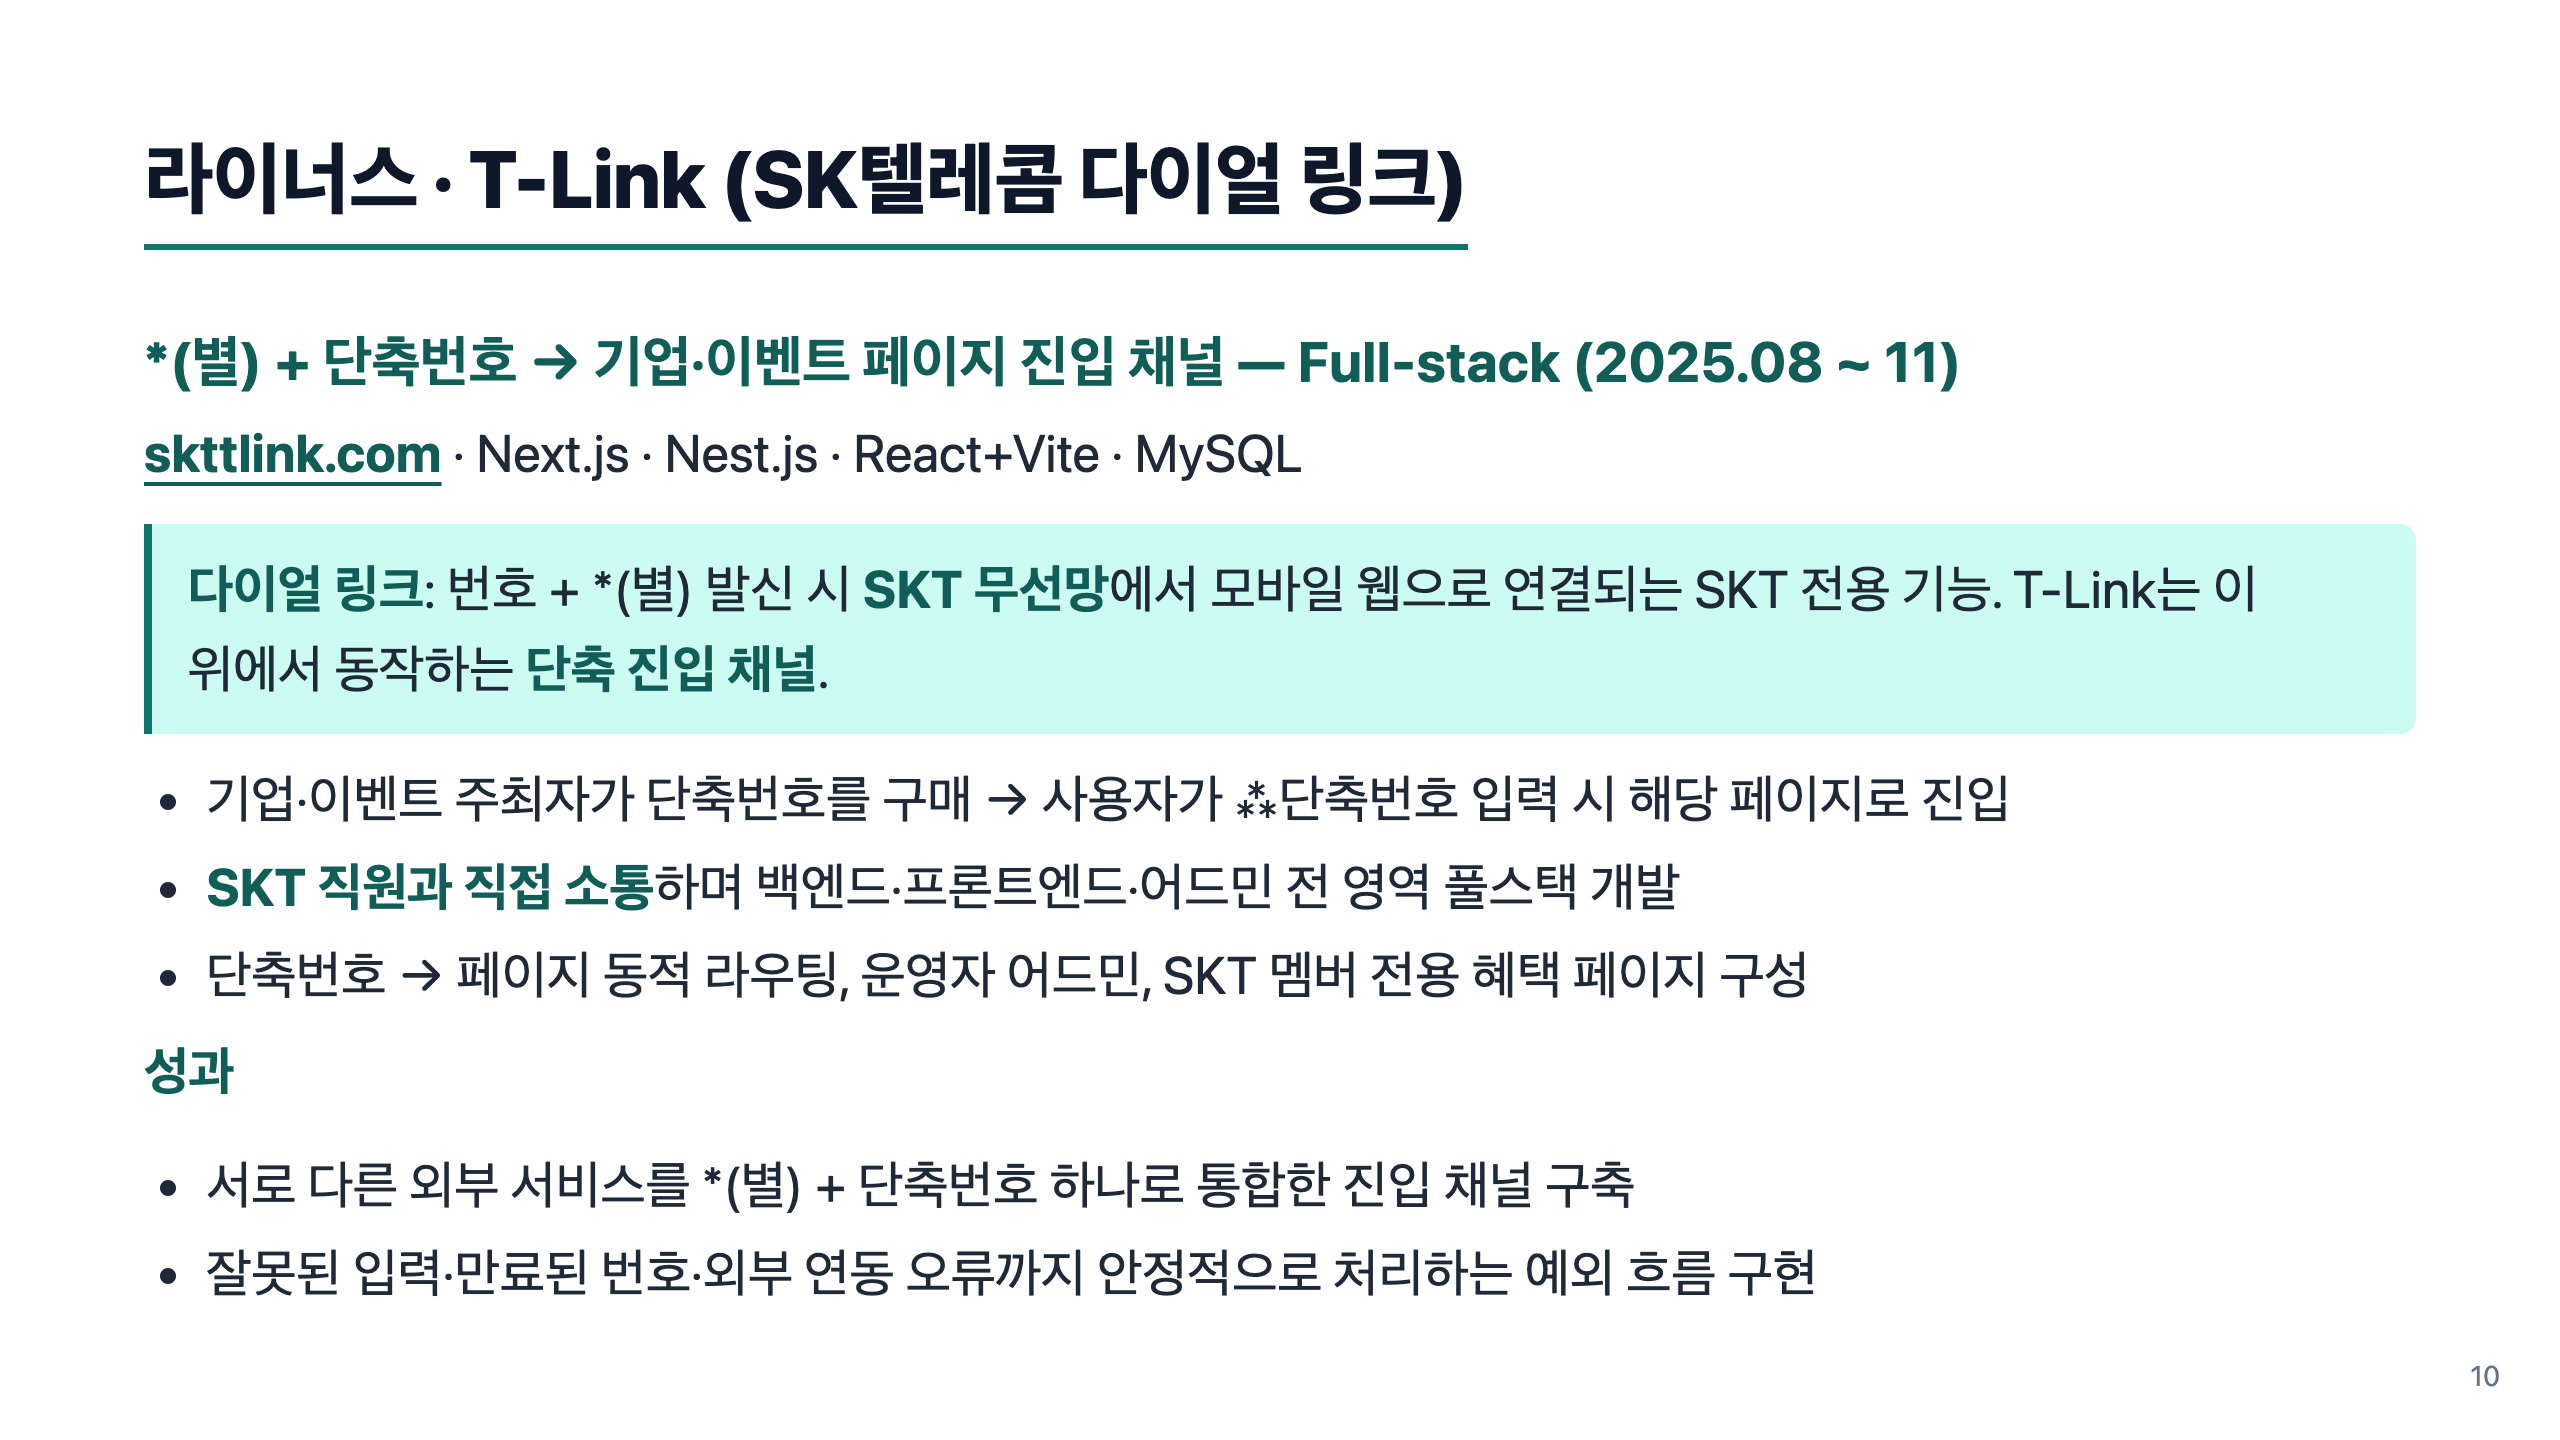 라이너스 · T-Link (SK텔레콤 다이얼 링크)
*(별) + 단축번호 → 기업·이벤트 페이지 진입 채널 — Full-stack (2025.08 ~ 11)
skttlink.com · Next.js · Nest.js · React+Vite · MySQL
다이얼 링크: 번호 + *(별) 발신 시 SKT 무선망에서 모바일 웹으로 연결되는 SKT 전용 기능. T-Link는 이
위에서 동작하는 단축 진입 채널.
• 기업·이벤트 주최자가 단축번호를 구매 → 사용자가 ⁂단축번호 입력 시 해당 페이지로 진입
• SKT 직원과 직접 소통하며 백엔드·프론트엔드·어드민 전 영역 풀스택 개발
• 단축번호 → 페이지 동적 라우팅, 운영자 어드민, SKT 멤버 전용 혜택 페이지 구성
성과
• 서로 다른 외부 서비스를 *(별) + 단축번호 하나로 통합한 진입 채널 구축
• 잘못된 입력·만료된 번호·외부 연동 오류까지 안정적으로 처리하는 예외 흐름 구현
10